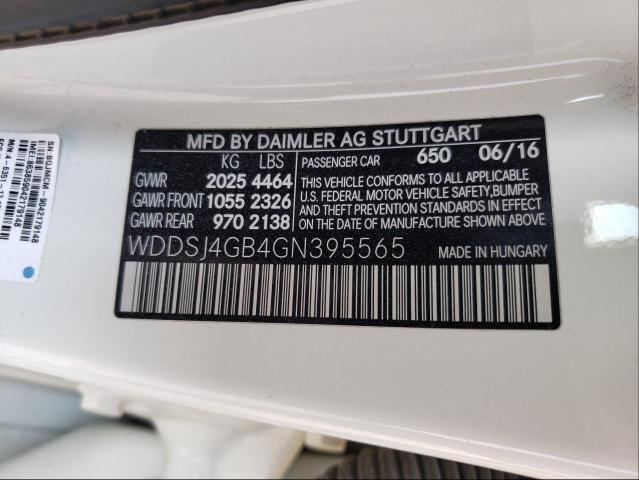 MFD BY DAIMLER AG STUTTGART
KG LBS
GVWR 2025 4464
GAWR FRONT 1055 2326
GAWR REAR 970 2138
PASSENGER CAR 650 06/16
THIS VEHICLE CONFORMS TO ALL APPLICABLE
U.S. FEDERAL MOTOR VEHICLE SAFETY, BUMPER
AND THEFT PREVENTION STANDARDS IN EFFECT
ON THE DATE OF MANUFACTURE SHOWN ABOVE.
WDDSJ4GB4GN395565 MADE IN HUNGARY